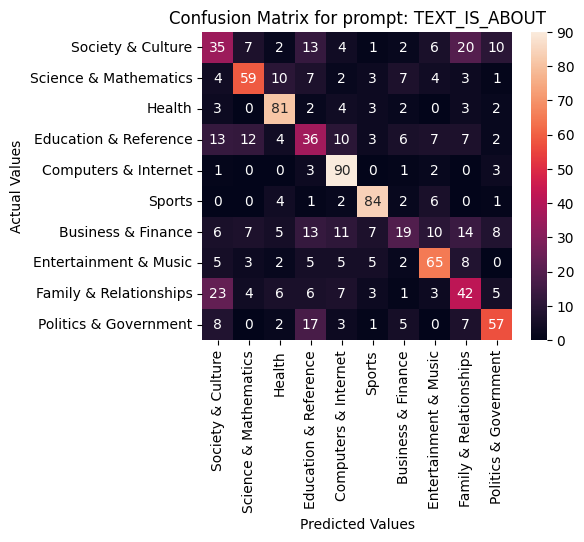 Confusion Matrix for prompt: TEXT_IS_ABOUT
Society & Culture 35 7 2 13 4 1 2 6 20 10
Science & Mathematics 4 59 10 7 2 3 7 4 3 1
Health 3 0 81 2 4 3 2 0 3 2
Education & Reference 13 12 4 36 10 3 6 7 7 2
Computers & Internet 1 0 0 3 90 0 1 2 0 3
Sports 0 0 4 1 2 84 2 6 0 1
Business & Finance 6 7 5 13 11 7 19 10 14 8
Entertainment & Music 5 3 2 5 5 5 2 65 8 0
Family & Relationships 23 4 6 6 7 3 1 3 42 5
Politics & Government 8 0 2 17 3 1 5 0 7 57
Actual Values
Society & Culture
Science & Mathematics
Health
Education & Reference
Computers & Internet
Sports
Business & Finance
Entertainment & Music
Family & Relationships
Politics & Government
Predicted Values
90
80
70
60
50
40
30
20
10
0